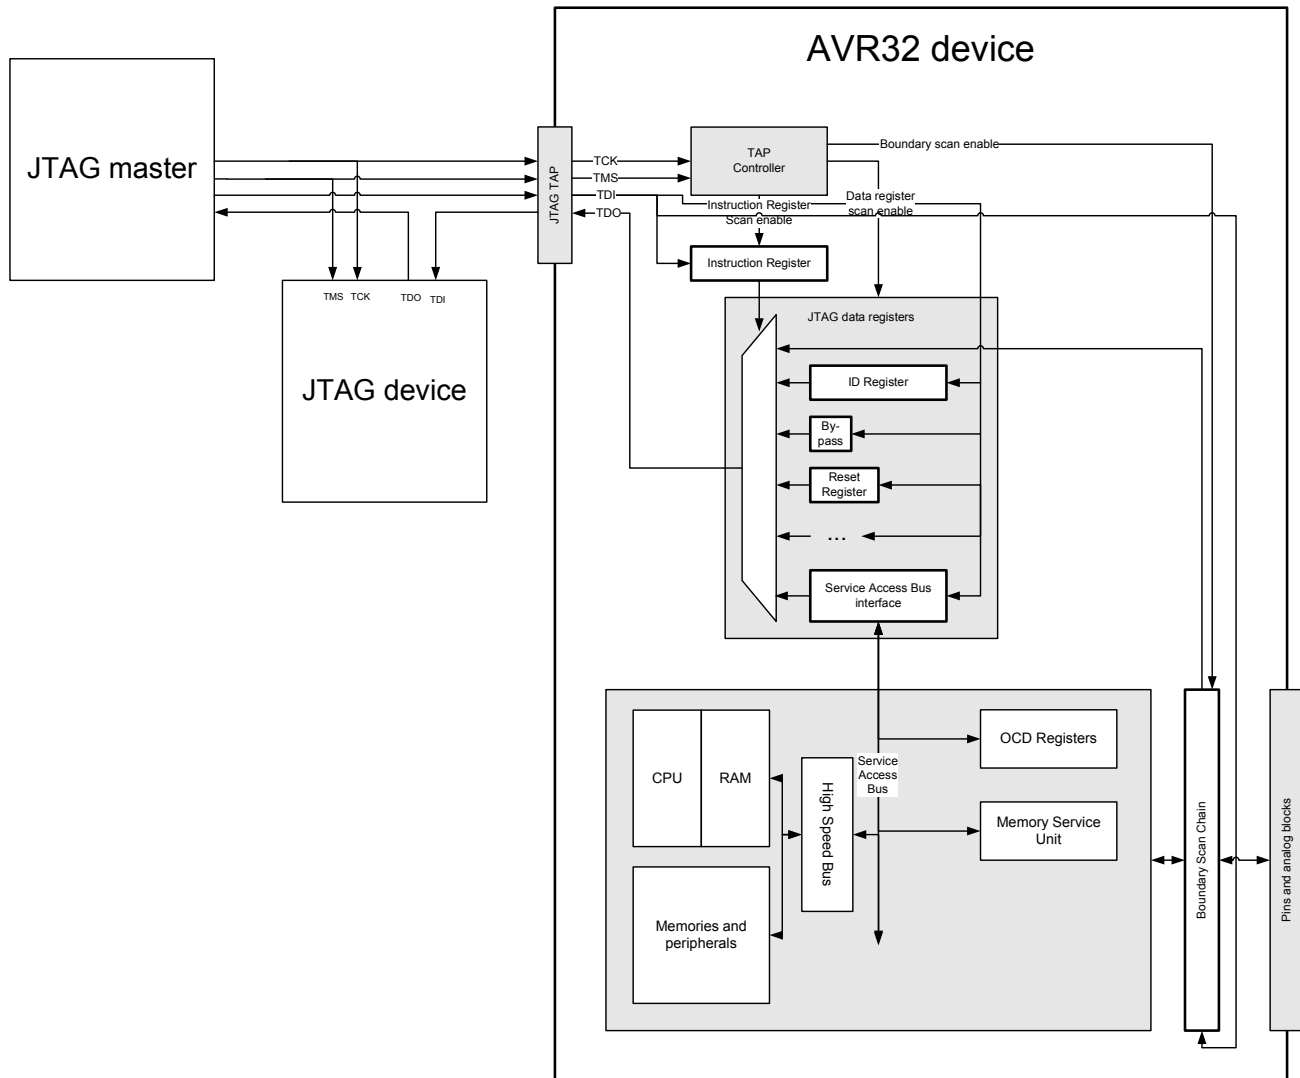 AVR32 device
JTAG master
JTAG TAP
TCK
TMS
TDI
TDO
TAP
Controller
Boundary scan enable
Instruction Register
Scan enable
Data register
scan enable
Instruction Register
TMS TCK TDO TDI
JTAG device
JTAG data registers
ID Register
By-
pass
Reset
Register
...
Service Access Bus
interface
CPU
RAM
High Speed Bus
Service
Access
Bus
OCD Registers
Memory Service
Unit
Memories and
peripherals
Boundary Scan Chain
Pins and analog blocks